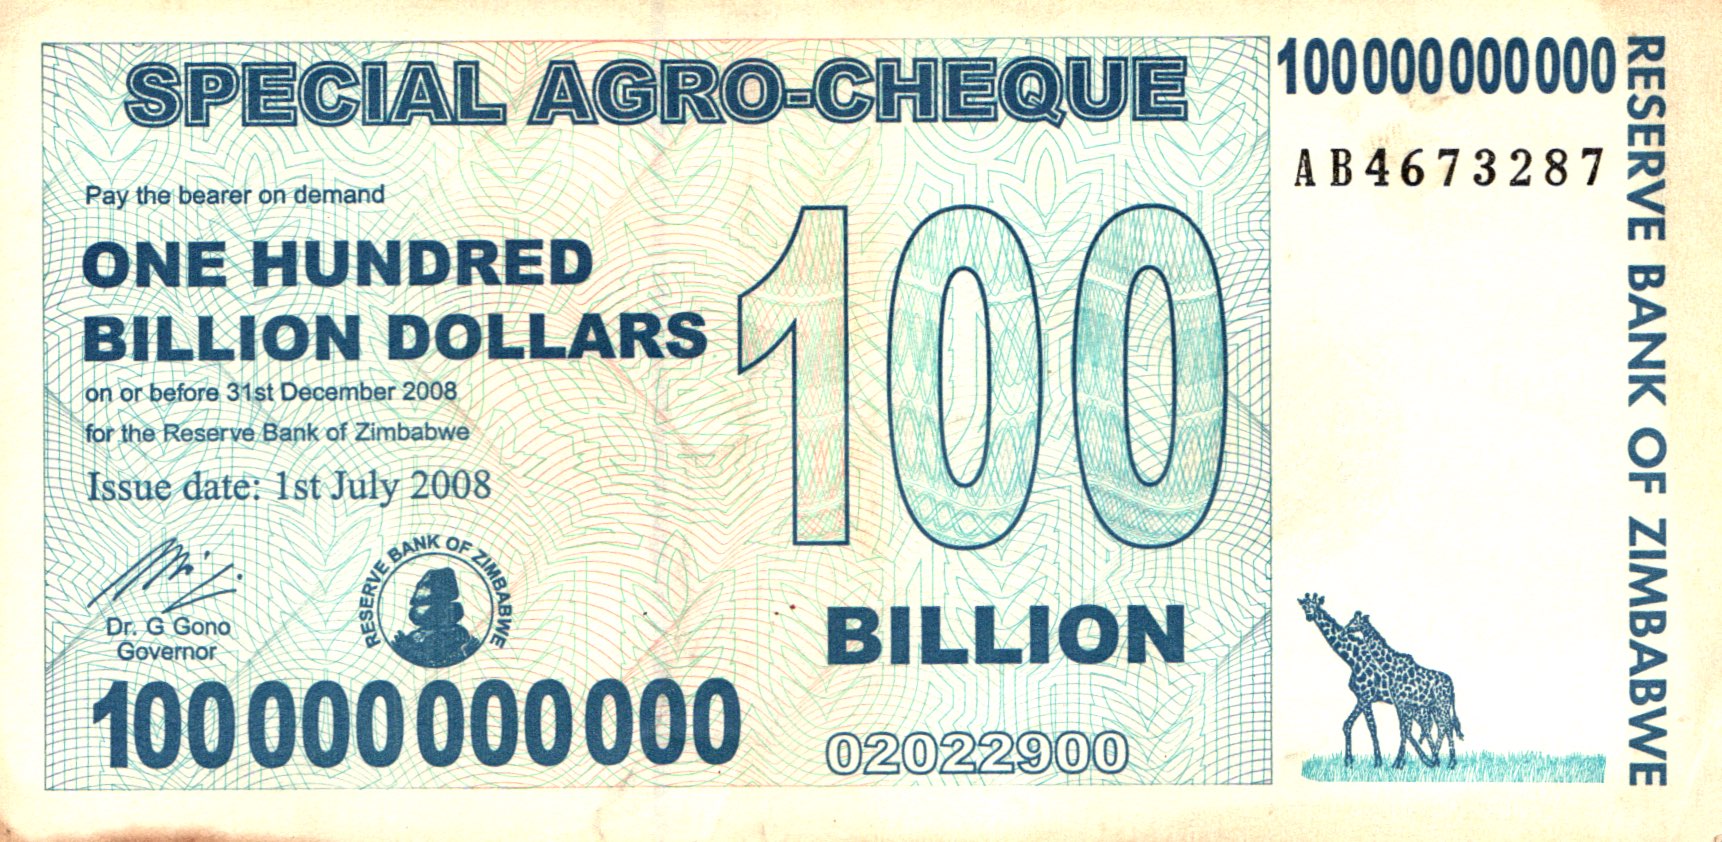 SPECIAL AGRO-CHEQUE
100000000000
AB4673287
Pay the bearer on demand
ONE HUNDRED
BILLION DOLLARS
on or before 31st December 2008
for the Reserve Bank of Zimbabwe
Issue date: 1st July 2008
Dr. G Gono
Governor
RESERVE BANK OF ZIMBABWE
100000000000
100
BILLION
02022900
RESERVE BANK OF ZIMBABWE